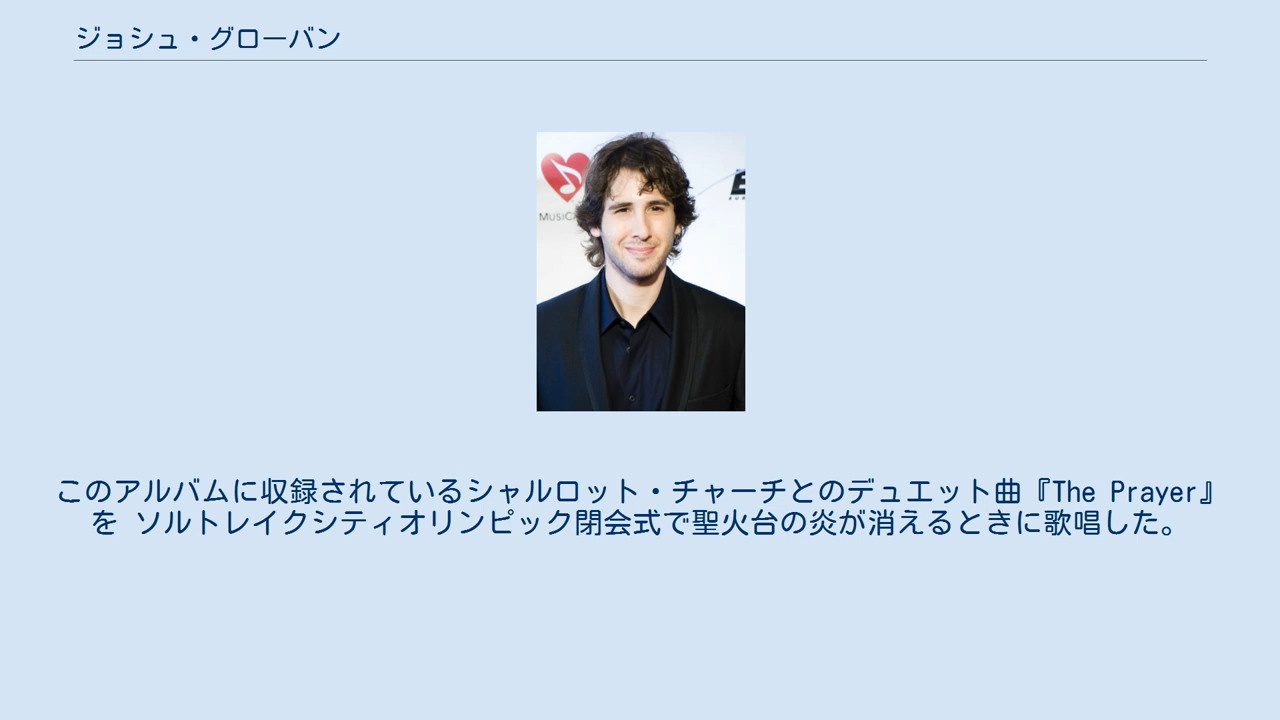 ジョシュ・グローバン
MUSICA
このアルバムに収録されているシャルロット・チャーチとのデュエット曲『The Prayer』
を ソルトレイクシティオリンピック閉会式で聖火台の炎が消えるときに歌唱した。